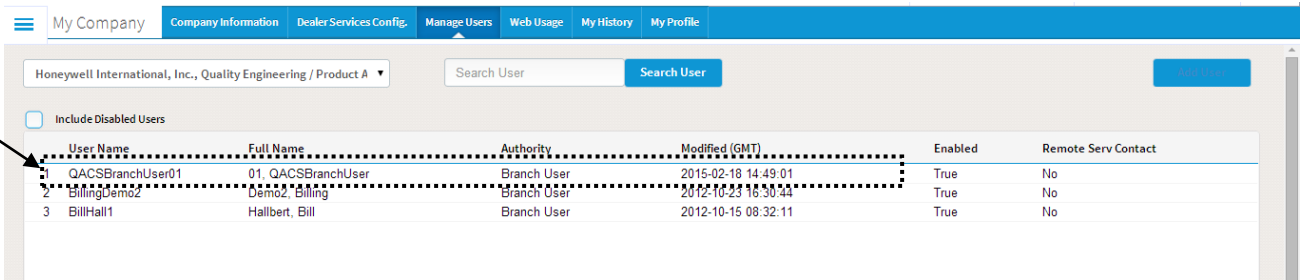 My Company Company Information Dealer Services Config. Manage Users Web Usage My History My Profile
Honeywell International, Inc., Quality Engineering / Product A Search User Search User Add User
Include Disabled Users
User Name Full Name Authority Modified (GMT) Enabled Remote Serv Contact
1 QACSBranchUser01 01, QACSBranchUser Branch User 2015-02-18 14:49:01 True No
2 BillingDemo2 Demo2, Billing Branch User 2012-10-23 16:30:44 True No
3 BillHall1 Hallbert, Bill Branch User 2012-10-15 08:32:11 True No